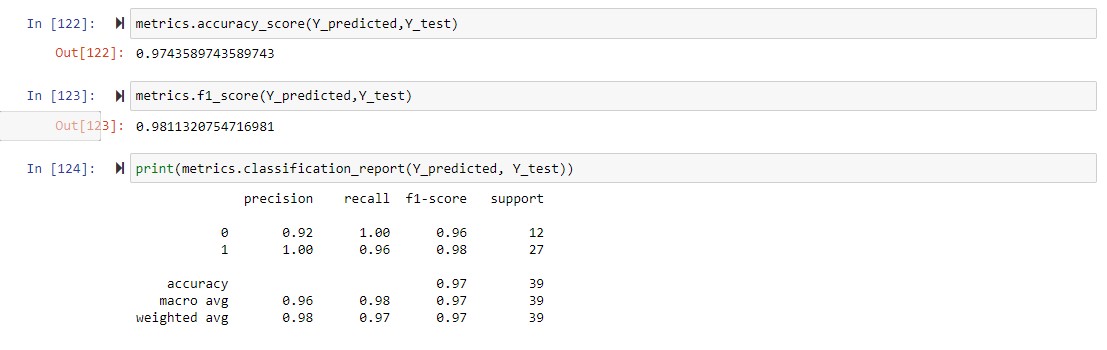 In [122]: metrics.accuracy_score(Y_predicted,Y_test)
Out[122]: 0.9743589743589743
In [123]: metrics.f1_score(Y_predicted,Y_test)
Out[123]: 0.9811320754716981
In [124]: print(metrics.classification_report(Y_predicted, Y_test))
precision recall f1-score support
0 0.92 1.00 0.96 12
1 1.00 0.96 0.98 27
accuracy 0.97 39
macro avg 0.96 0.98 0.97 39
weighted avg 0.98 0.97 0.97 39